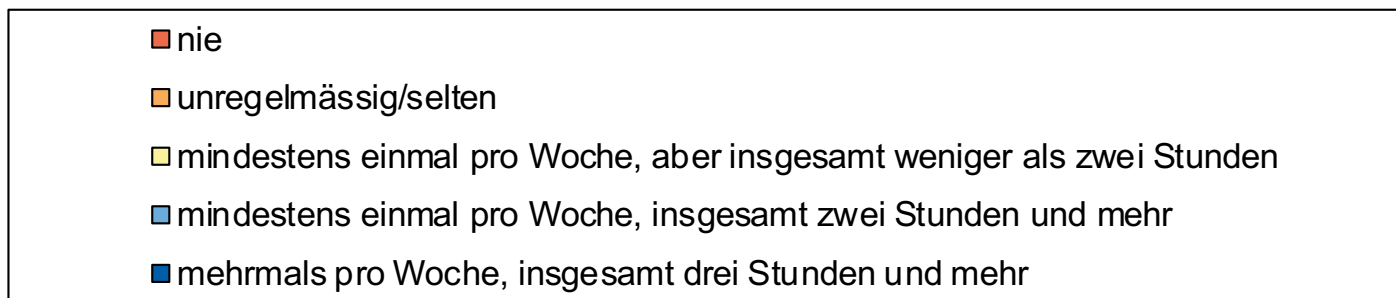 nie
unregelmässig/selten
mindestens einmal pro Woche, aber insgesamt weniger als zwei Stunden
mindestens einmal pro Woche, insgesamt zwei Stunden und mehr
mehrmals pro Woche, insgesamt drei Stunden und mehr